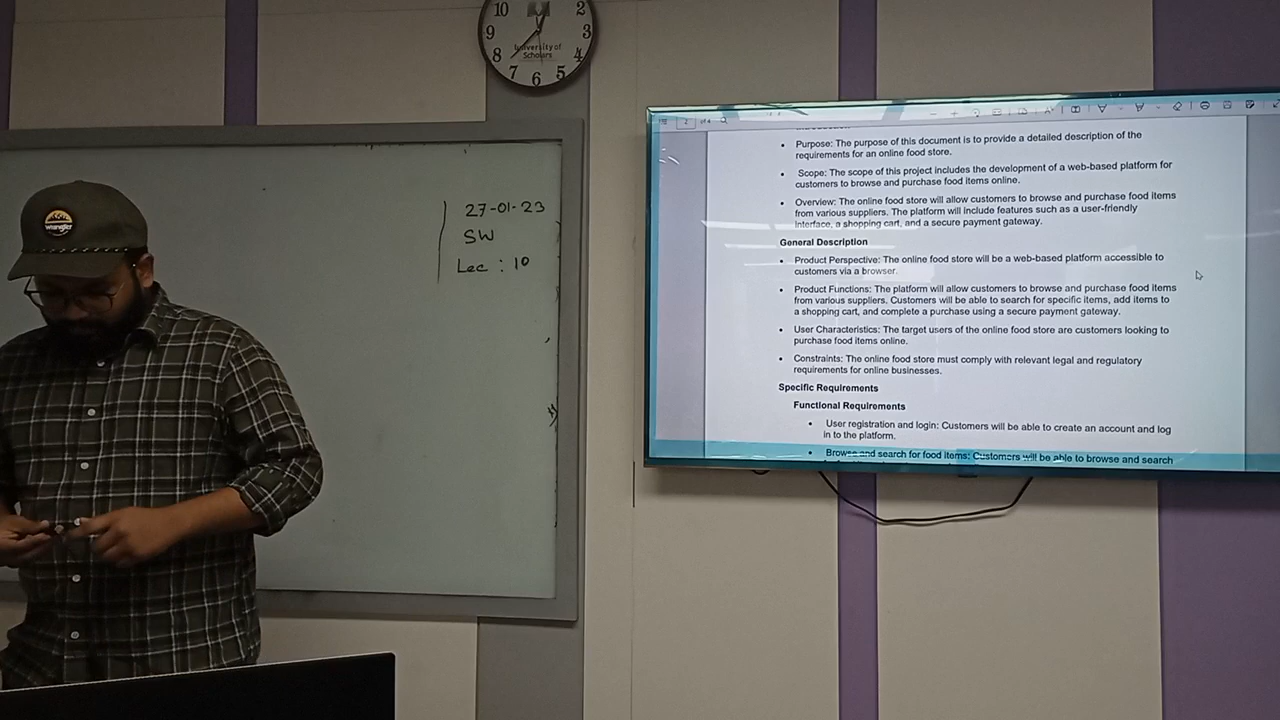 10
2
9
3
8
4
7
6
5
University of
Scholars
wrangler
27-01-23
SW
Lec : 10
2 of 4
Introduction
• Purpose: The purpose of this document is to provide a detailed description of the
requirements for an online food store.
• Scope: The scope of this project includes the development of a web-based platform for
customers to browse and purchase food items online.
• Overview: The online food store will allow customers to browse and purchase food items
from various suppliers. The platform will include features such as a user-friendly
interface, a shopping cart, and a secure payment gateway.
General Description
• Product Perspective: The online food store will be a web-based platform accessible to
customers via a browser.
• Product Functions: The platform will allow customers to browse and purchase food items
from various suppliers. Customers will be able to search for specific items, add items to
a shopping cart, and complete a purchase using a secure payment gateway.
• User Characteristics: The target users of the online food store are customers looking to
purchase food items online.
• Constraints: The online food store must comply with relevant legal and regulatory
requirements for online businesses.
Specific Requirements
Functional Requirements
• User registration and login: Customers will be able to create an account and log
in to the platform.
• Browse and search for food items: Customers will be able to browse and search